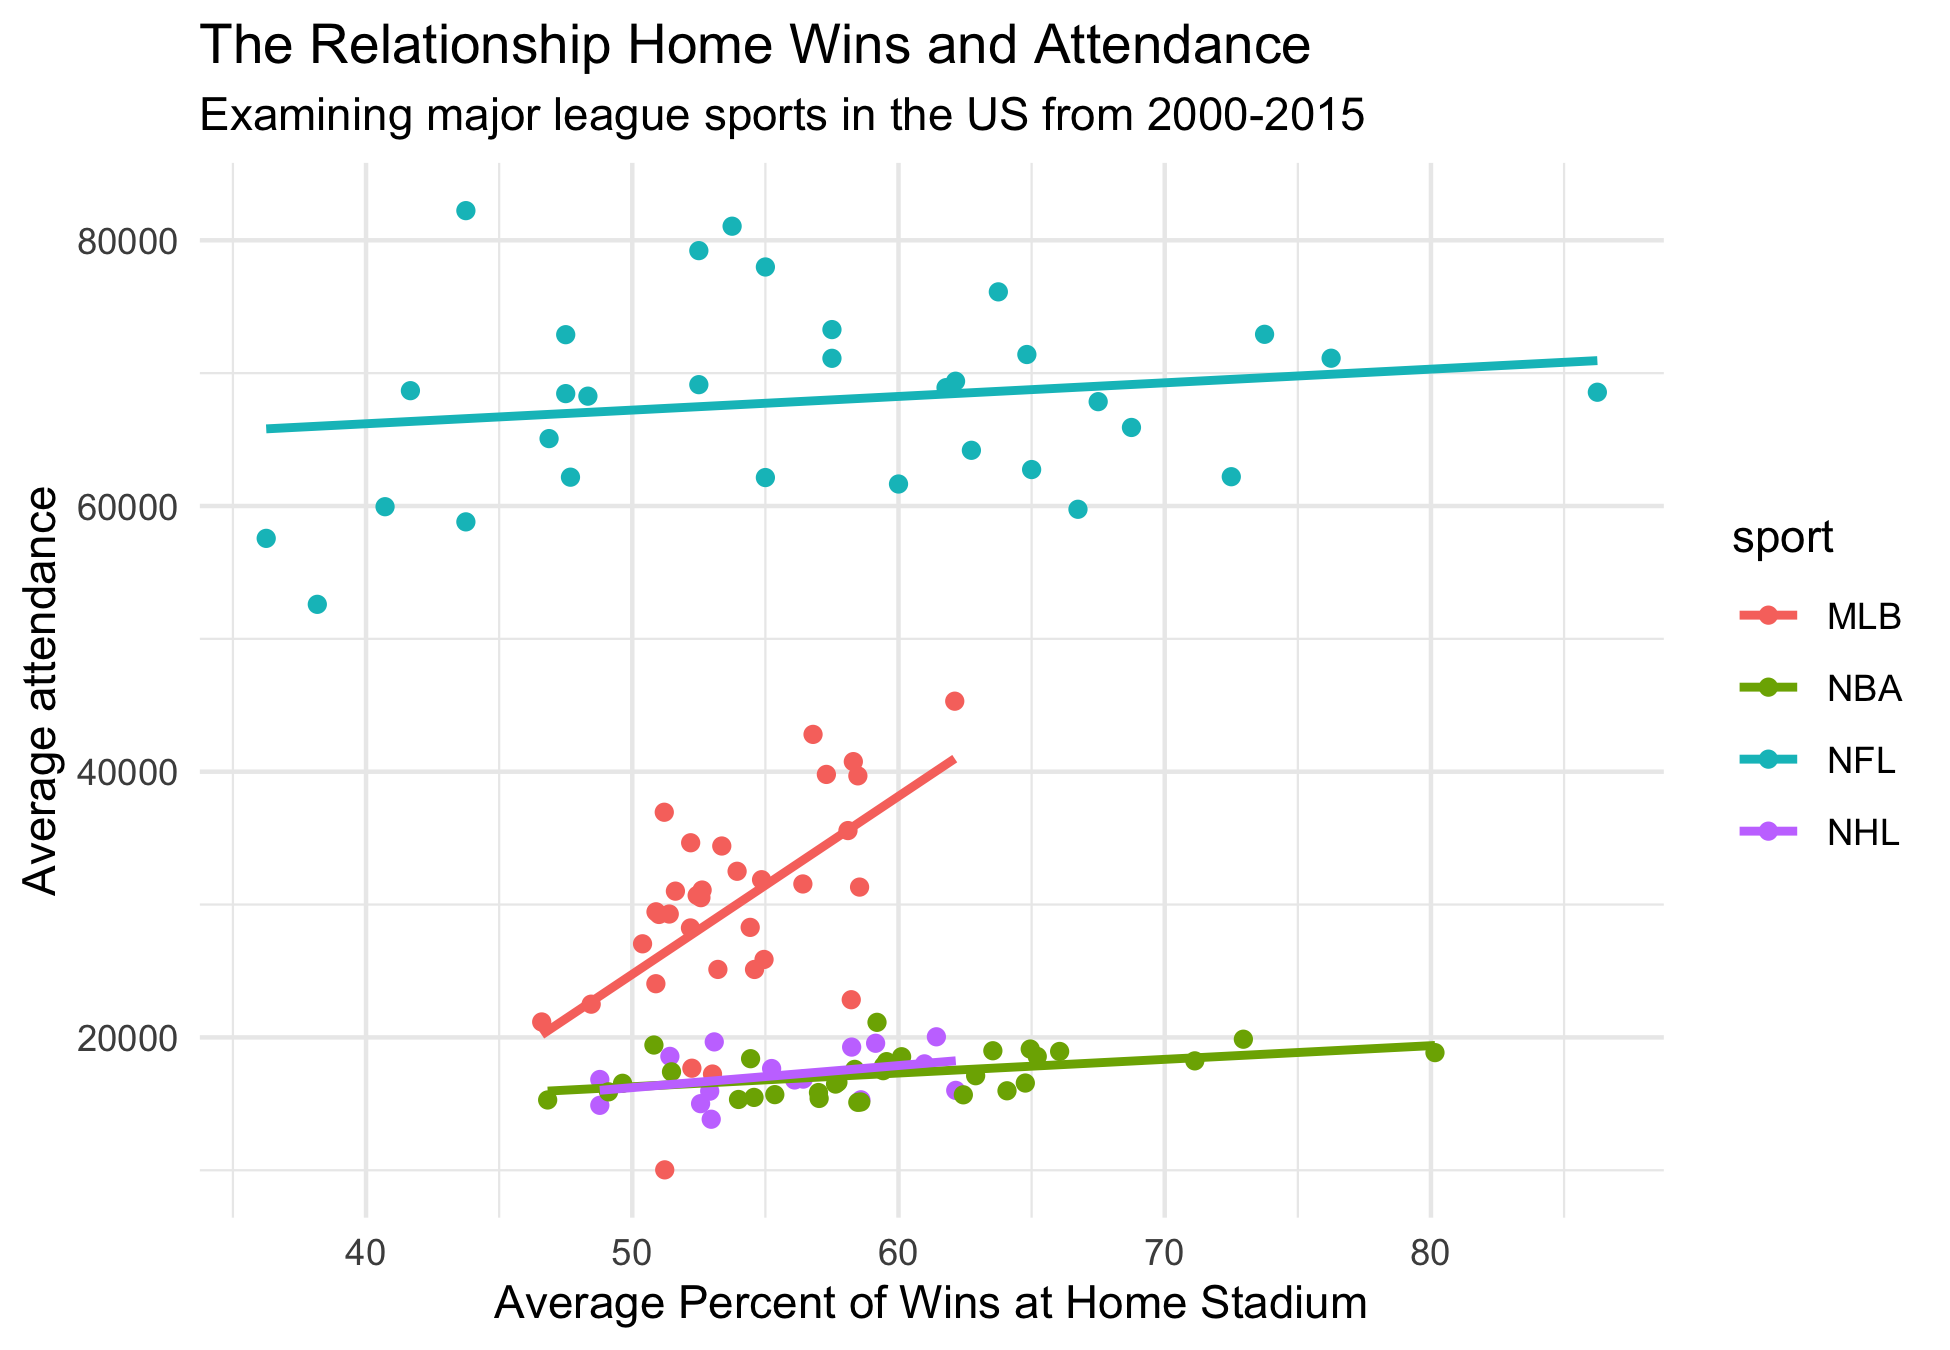 The Relationship Home Wins and Attendance
Examining major league sports in the US from 2000-2015
Average attendance
80000
60000
40000
20000
40 50 60 70 80
Average Percent of Wins at Home Stadium
sport
MLB
NBA
NFL
NHL